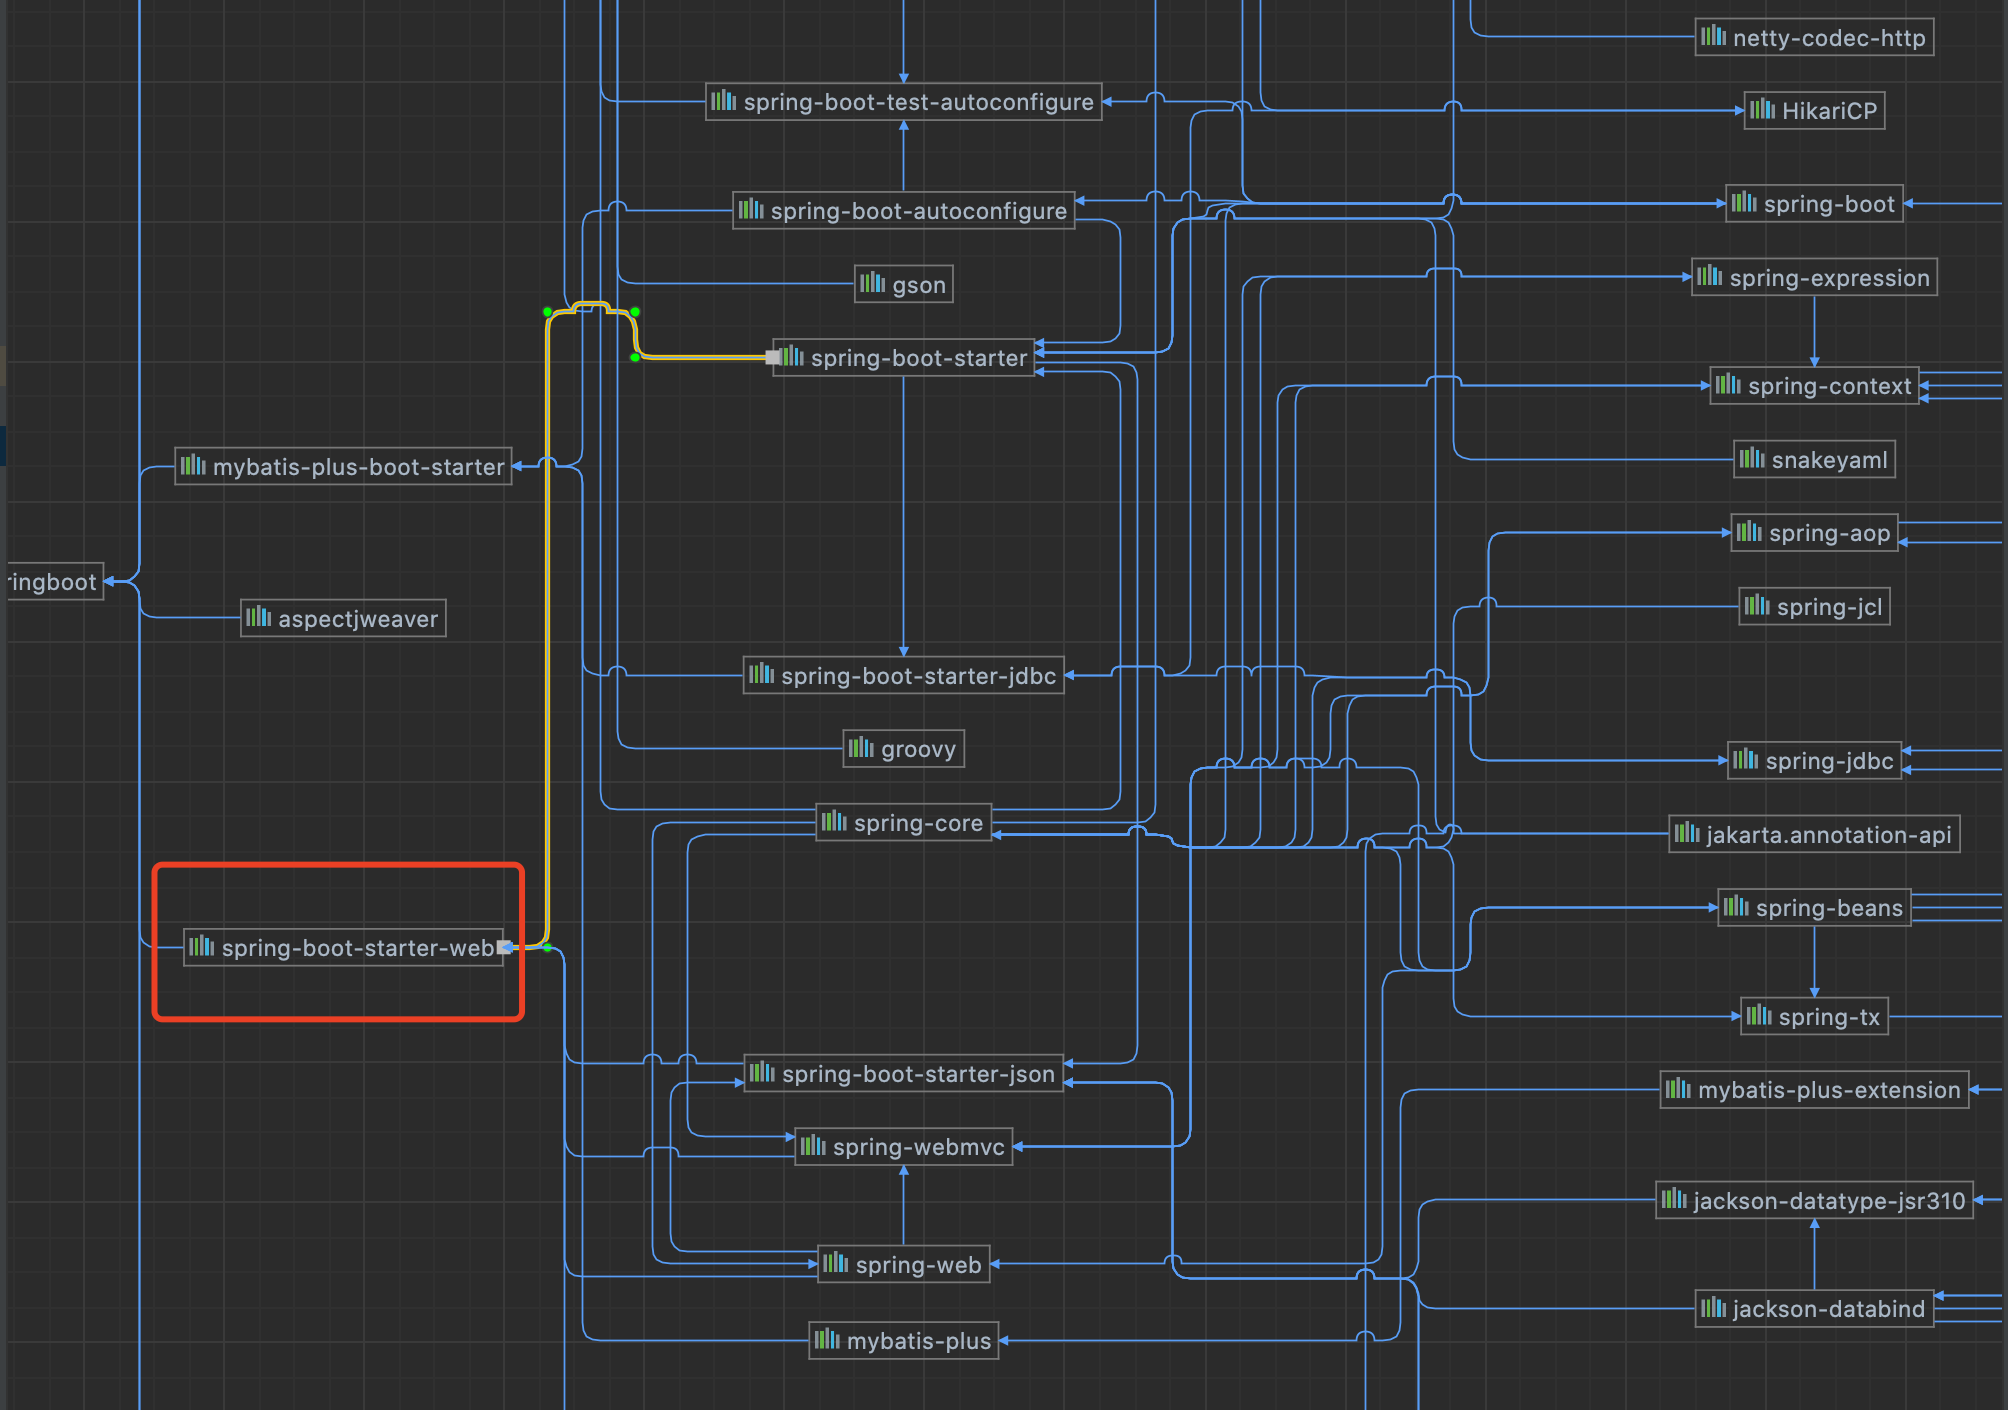 netty-codec-http
spring-boot-test-autoconfigure
HikariCP
spring-boot-autoconfigure
spring-boot
gson
spring-expression
spring-boot-starter
spring-context
mybatis-plus-boot-starter
snakeyaml
spring-aop
ringboot
aspectjweaver
spring-jcl
spring-boot-starter-jdbc
groovy
spring-jdbc
spring-core
jakarta.annotation-api
spring-beans
spring-boot-starter-web
spring-tx
spring-boot-starter-json
mybatis-plus-extension
spring-webmvc
jackson-datatype-jsr310
spring-web
jackson-databind
mybatis-plus